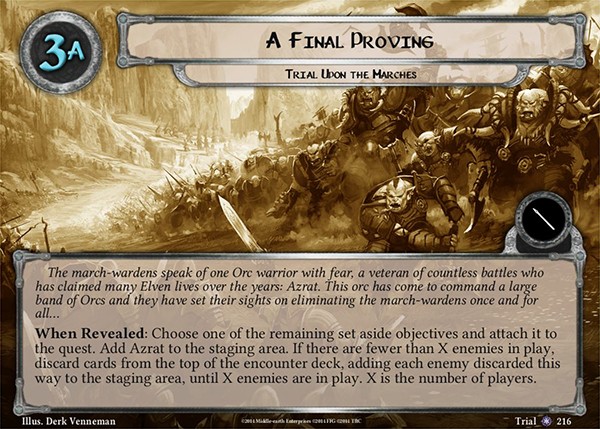 3A
A Final Proving
Trial Upon the Marches
The march-wardens speak of one Orc warrior with fear, a veteran of countless battles who
has claimed many Elven lives over the years: Azrat. This orc has come to command a large
band of Orcs and they have set their sights on eliminating the march-wardens once and for
all...
When Revealed: Choose one of the remaining set aside objectives and attach it to
the quest. Add Azrat to the staging area. If there are fewer than X enemies in play,
discard cards from the top of the encounter deck, adding each enemy discarded this
way to the staging area, until X enemies are in play. X is the number of players.
Illus. Derk Venneman
©2014 Middle-earth Enterprises ©2014 FFG
Trial 216